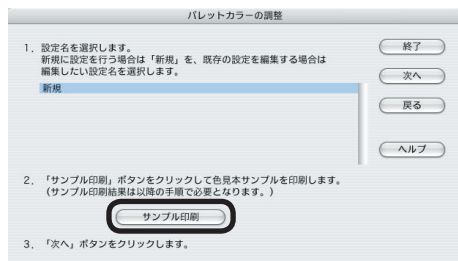 パレットカラーの調整
1. 設定名を選択します。
新規に設定を行う場合は「新規」を、既存の設定を編集する場合は
編集したい設定名を選択します。
新規
終了
次へ
戻る
ヘルプ
2. 「サンプル印刷」ボタンをクリックして色見本サンプルを印刷します。
(サンプル印刷結果は以降の手順で必要となります。)
サンプル印刷
3. 「次へ」ボタンをクリックします。